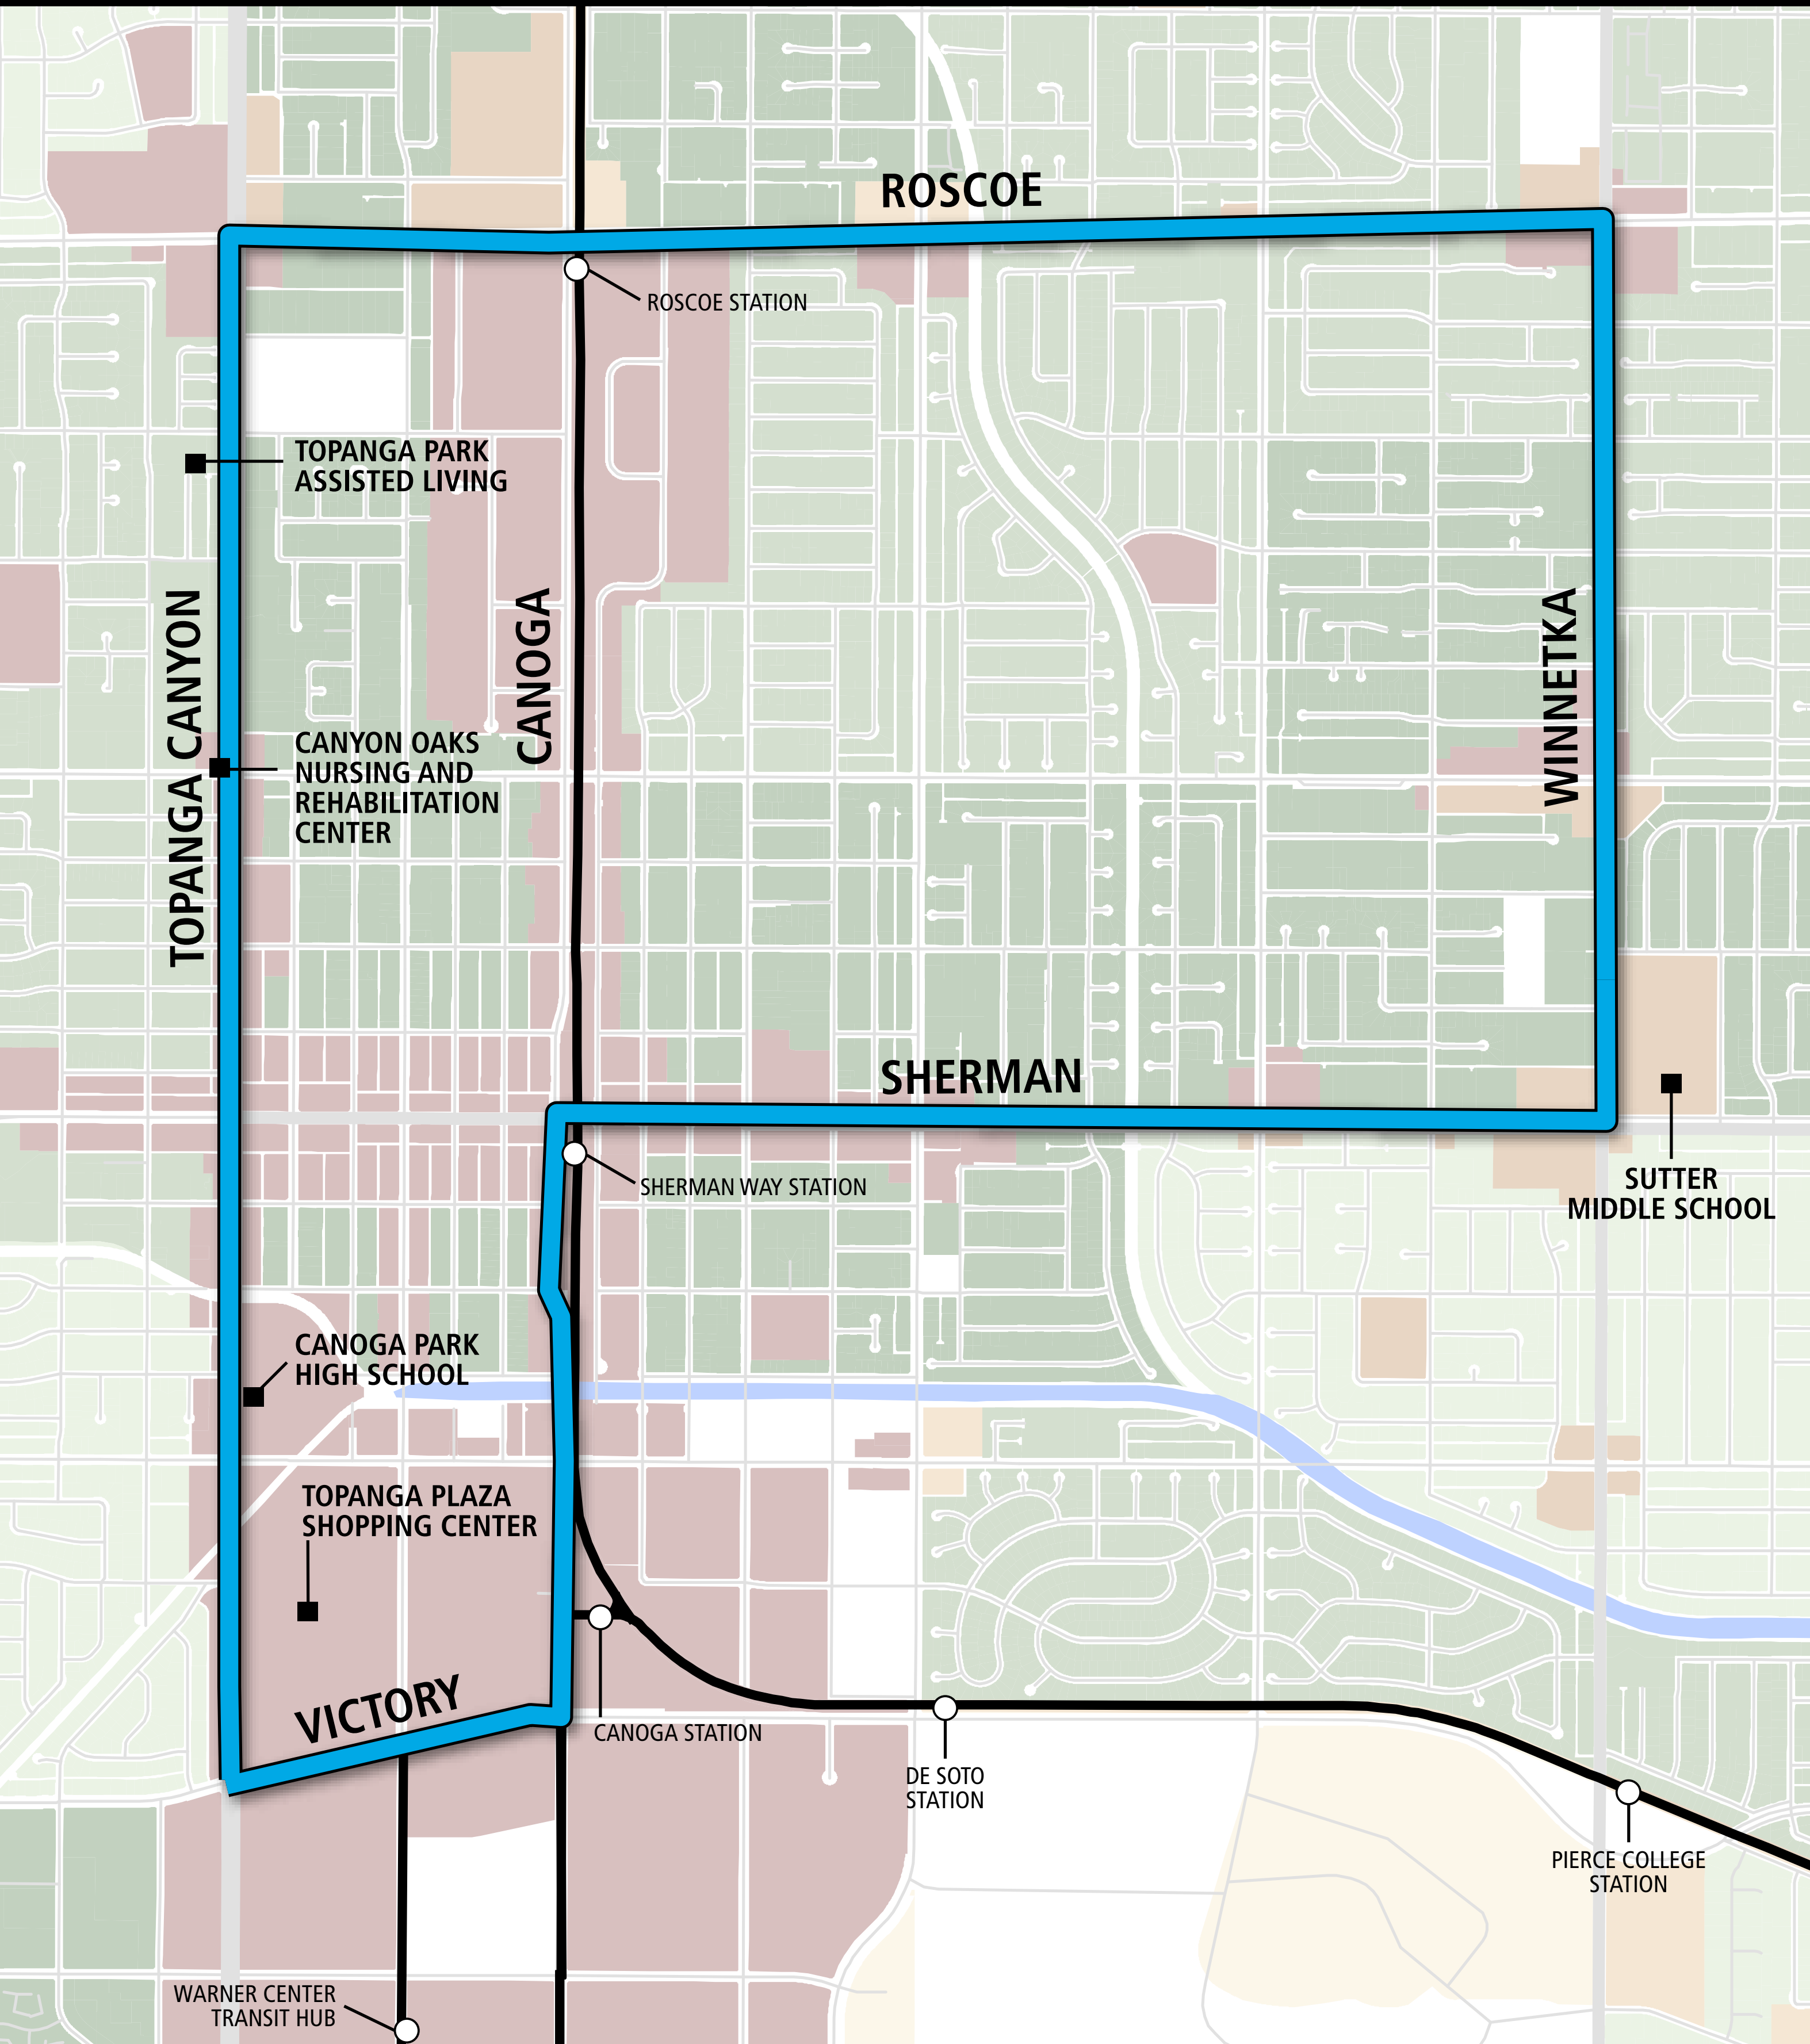 ROSCOE
ROSCOE STATION
TOPANGA PARK
ASSISTED LIVING
TOPANGA CANYON
CANOGA
WINNETKA
CANYON OAKS
NURSING AND
REHABILITATION
CENTER
SHERMAN
SHERMAN WAY STATION
SUTTER
MIDDLE SCHOOL
CANOGA PARK
HIGH SCHOOL
TOPANGA PLAZA
SHOPPING CENTER
VICTORY
CANOGA STATION
DE SOTO
STATION
PIERCE COLLEGE
STATION
WARNER CENTER
TRANSIT HUB